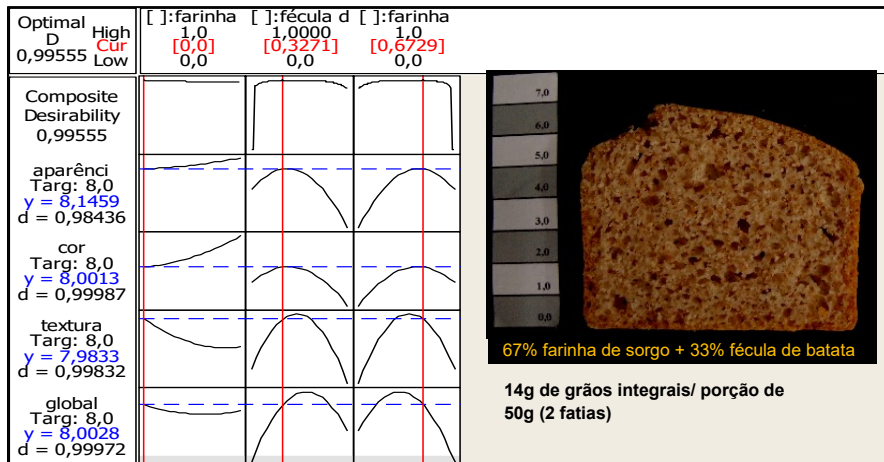 Optimal
D
0,99555
High
Cur
Low
[ ]:farinha
1,0
[0,0]
0,0
[ ]:fécula d
1,0000
[0,3271]
0,0
[ ]:farinha
1,0
[0,6729]
0,0
Composite
Desirability
0,99555
aparênci
Targ: 8,0
y = 8,1459
d = 0,98436
cor
Targ: 8,0
y = 8,0013
d = 0,99987
textura
Targ: 8,0
y = 7,9833
d = 0,99832
global
Targ: 8,0
y = 8,0028
d = 0,99972
7,0
6,0
5,0
4,0
3,0
2,0
1,0
0,0
67% farinha de sorgo + 33% fécula de batata
14g de grãos integrais/ porção de
50g (2 fatias)